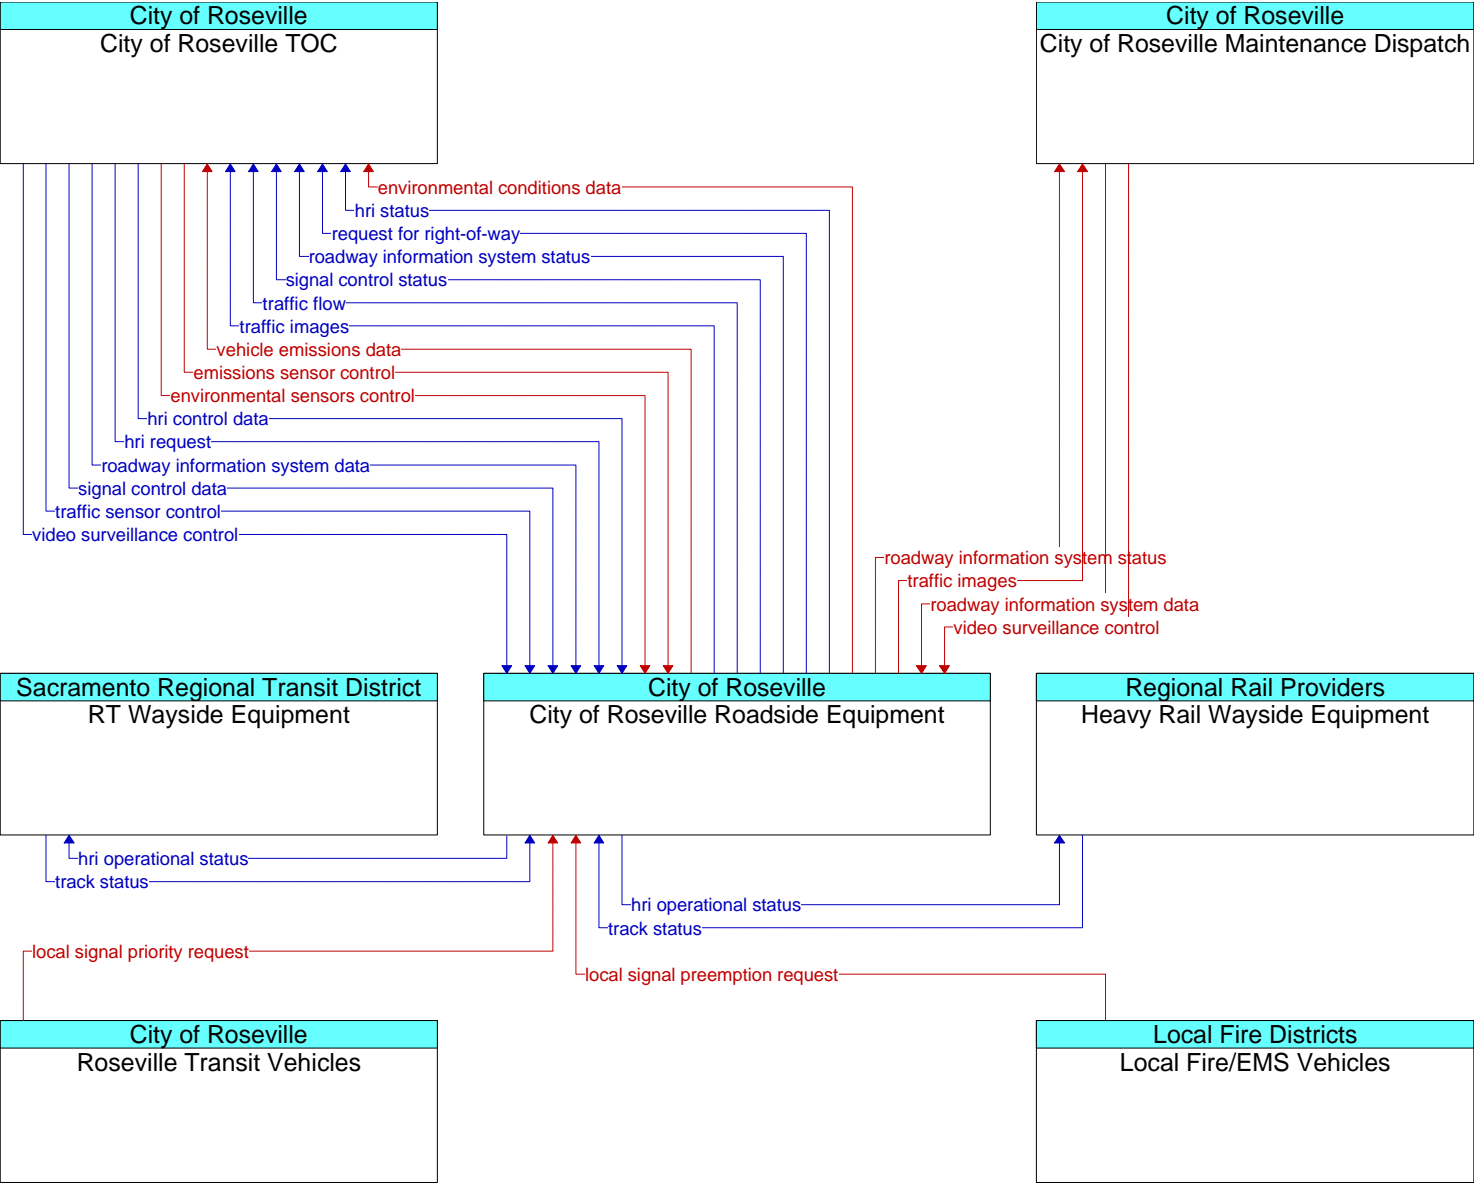 City of Roseville
City of Roseville TOC
City of Roseville
City of Roseville Maintenance Dispatch
environmental conditions data
hri status
request for right-of-way
roadway information system status
signal control status
traffic flow
traffic images
vehicle emissions data
emissions sensor control
environmental sensors control
hri control data
hri request
roadway information system data
signal control data
traffic sensor control
video surveillance control
roadway information system status
traffic images
roadway information system data
video surveillance control
Sacramento Regional Transit District
RT Wayside Equipment
City of Roseville
City of Roseville Roadside Equipment
Regional Rail Providers
Heavy Rail Wayside Equipment
hri operational status
track status
hri operational status
track status
local signal priority request
local signal preemption request
City of Roseville
Roseville Transit Vehicles
Local Fire Districts
Local Fire/EMS Vehicles